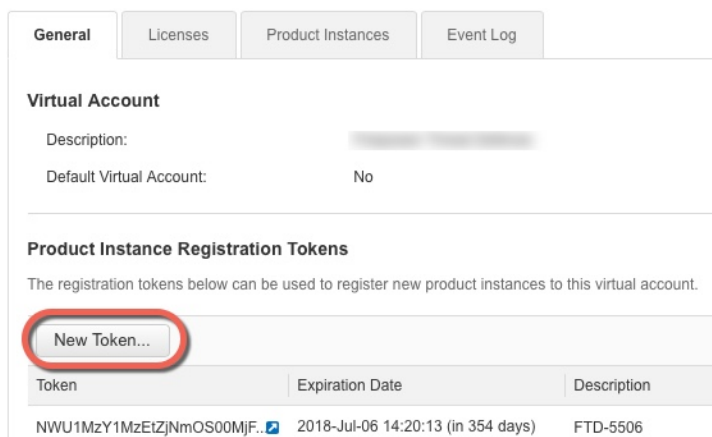 General Licenses Product Instances Event Log
Virtual Account
Description:
Default Virtual Account: No
Product Instance Registration Tokens
The registration tokens below can be used to register new product instances to this virtual account.
New Token...
Token Expiration Date Description
NWU1MzY1MzEtZjNmOS00MjF.. 2018-Jul-06 14:20:13 (in 354 days) FTD-5506